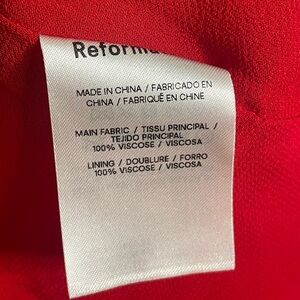 MADE IN CHINA / FABRICADO EN
CHINA / FABRIQUÉ EN CHINE
MAIN FABRIC / TISSU PRINCIPAL /
TEJIDO PRINCIPAL
100% VISCOSE / VISCOSA
LINING / DOUBLURE / FORRO
100% VISCOSE / VISCOSA